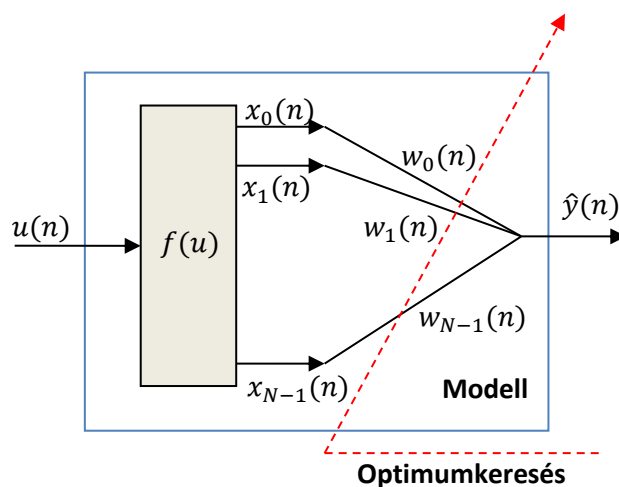 x₀(n)
w₀(n)
x₁(n)
ŷ(n)
u(n)
w₁(n)
f(u)
w_{N−1}(n)
x_{N−1}(n)
Modell
Optimumkeresés